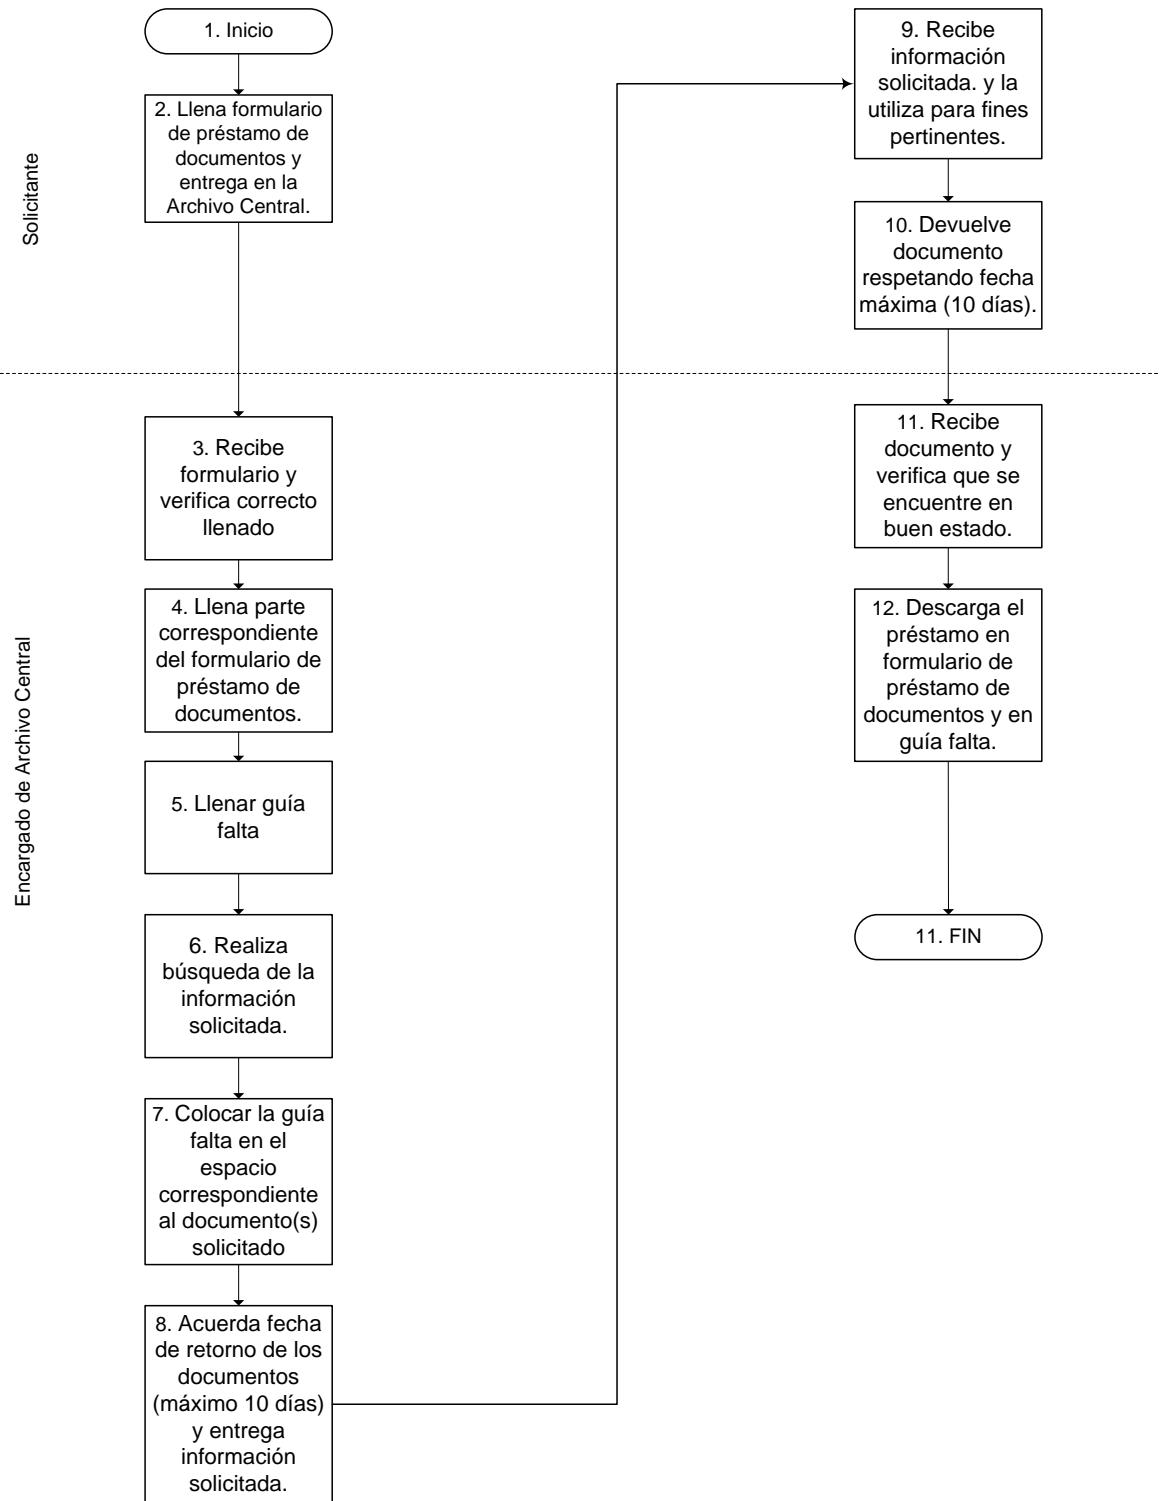 Solicitante
1. Inicio
2. Llena formulario
de préstamo de
documentos y
entrega en la
Archivo Central.
Encargado de Archivo Central
3. Recibe
formulario y
verifica correcto
llenado
4. Llena parte
correspondiente
del formulario de
préstamo de
documentos.
5. Llenar guía
falta
6. Realiza
búsqueda de la
información
solicitada.
7. Colocar la guía
falta en el
espacio
correspondiente
al documento(s)
solicitado
8. Acuerda fecha
de retorno de los
documentos
(máximo 10 días)
y entrega
información
solicitada.
9. Recibe
información
solicitada. y la
utiliza para fines
pertinentes.
10. Devuelve
documento
respetando fecha
máxima (10 días).
11. Recibe
documento y
verifica que se
encuentre en
buen estado.
12. Descarga el
préstamo en
formulario de
préstamo de
documentos y en
guía falta.
11. FIN